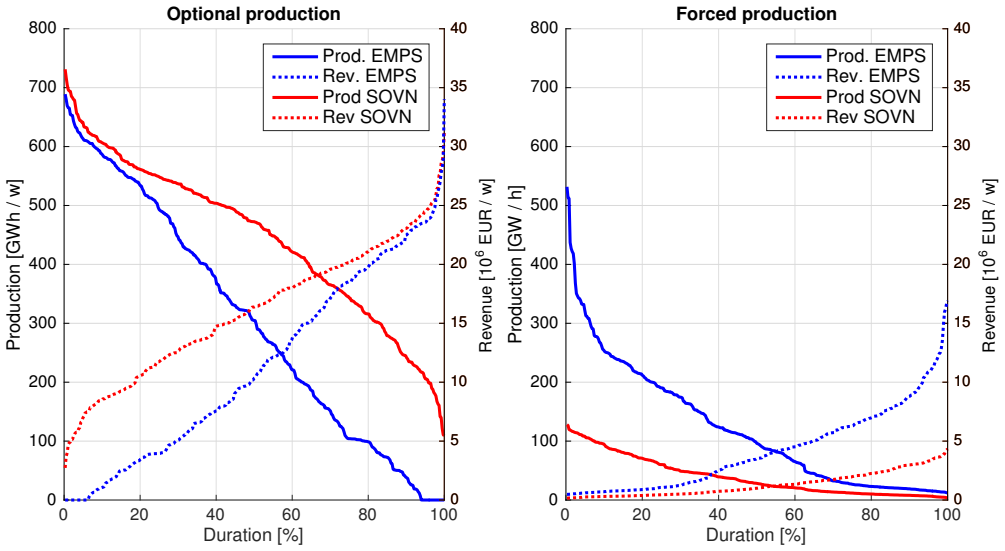 Optional production
Production [GWh / w]
800
700
600
500
400
300
200
100
0
Prod. EMPS
Rev. EMPS
Prod SOVN
Rev SOVN
40
35
30
25
20
15
10
5
0
Revenue [10⁶ EUR / w]
0 20 40 60 80 100
Duration [%]
Forced production
Production [GW / h]
800
700
600
500
400
300
200
100
0
Prod. EMPS
Rev. EMPS
Prod SOVN
Rev SOVN
40
35
30
25
20
15
10
5
0
Revenue [10⁶ EUR / w]
0 20 40 60 80 100
Duration [%]